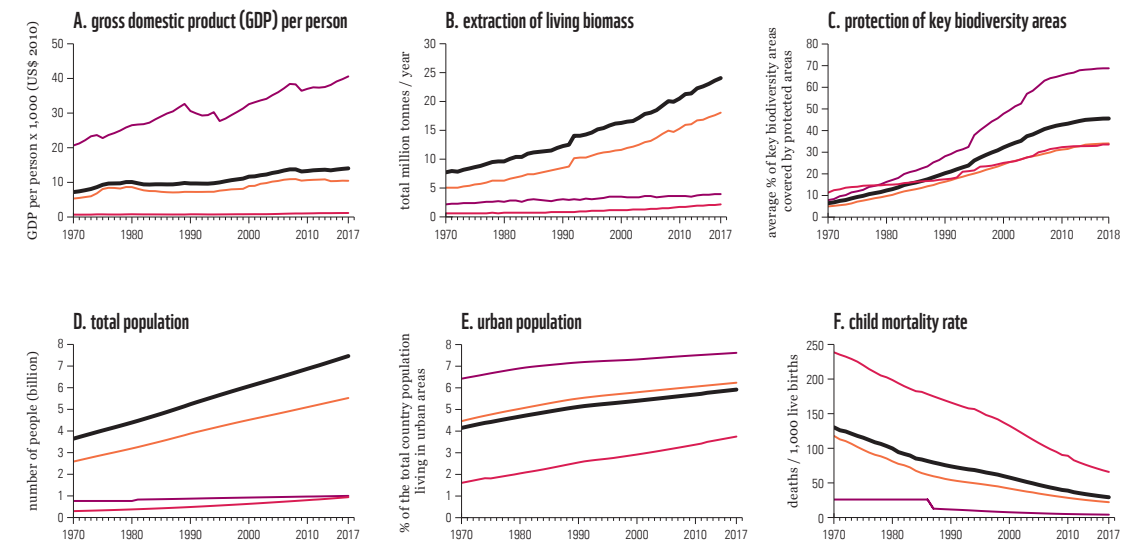 A. gross domestic product (GDP) per person
GDP per person x 1,000 (US$ 2010)
50
40
30
20
10
0
1970 1980 1990 2000 2010 2017
B. extraction of living biomass
total million tonnes / year
30
25
20
15
10
5
0
1970 1980 1990 2000 2010 2017
C. protection of key biodiversity areas
average % of key biodiversity areas
covered by protected areas
80
70
60
50
40
30
20
10
0
1970 1980 1990 2000 2010 2018
D. total population
number of people (billion)
8
7
6
5
4
3
2
1
0
1970 1980 1990 2000 2010 2017
E. urban population
% of the total country population
living in urban areas
8
7
6
5
4
3
2
1
0
1970 1980 1990 2000 2010 2017
F. child mortality rate
deaths / 1,000 live births
250
200
150
100
50
0
1970 1980 1990 2000 2010 2017